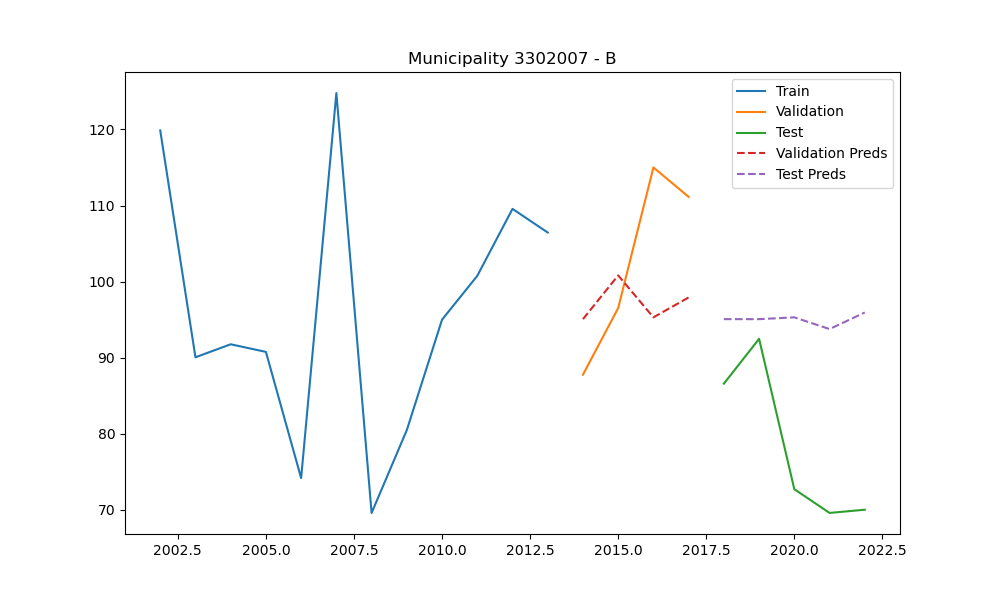 Municipality 3302007 - B
Train
Validation
Test
Validation Preds
Test Preds
120
110
100
90
80
70
2002.5 2005.0 2007.5 2010.0 2012.5 2015.0 2017.5 2020.0 2022.5